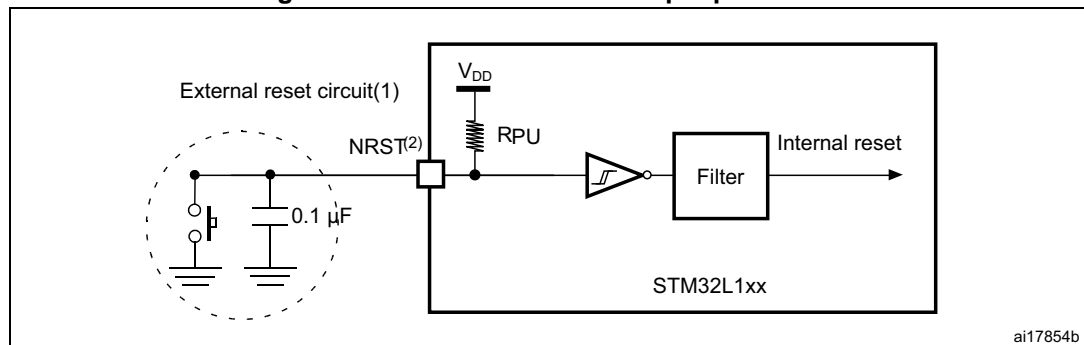 External reset circuit(1)
VDD
NRST(2)
RPU
Internal reset
Filter
0.1 µF
STM32L1xx
ai17854b